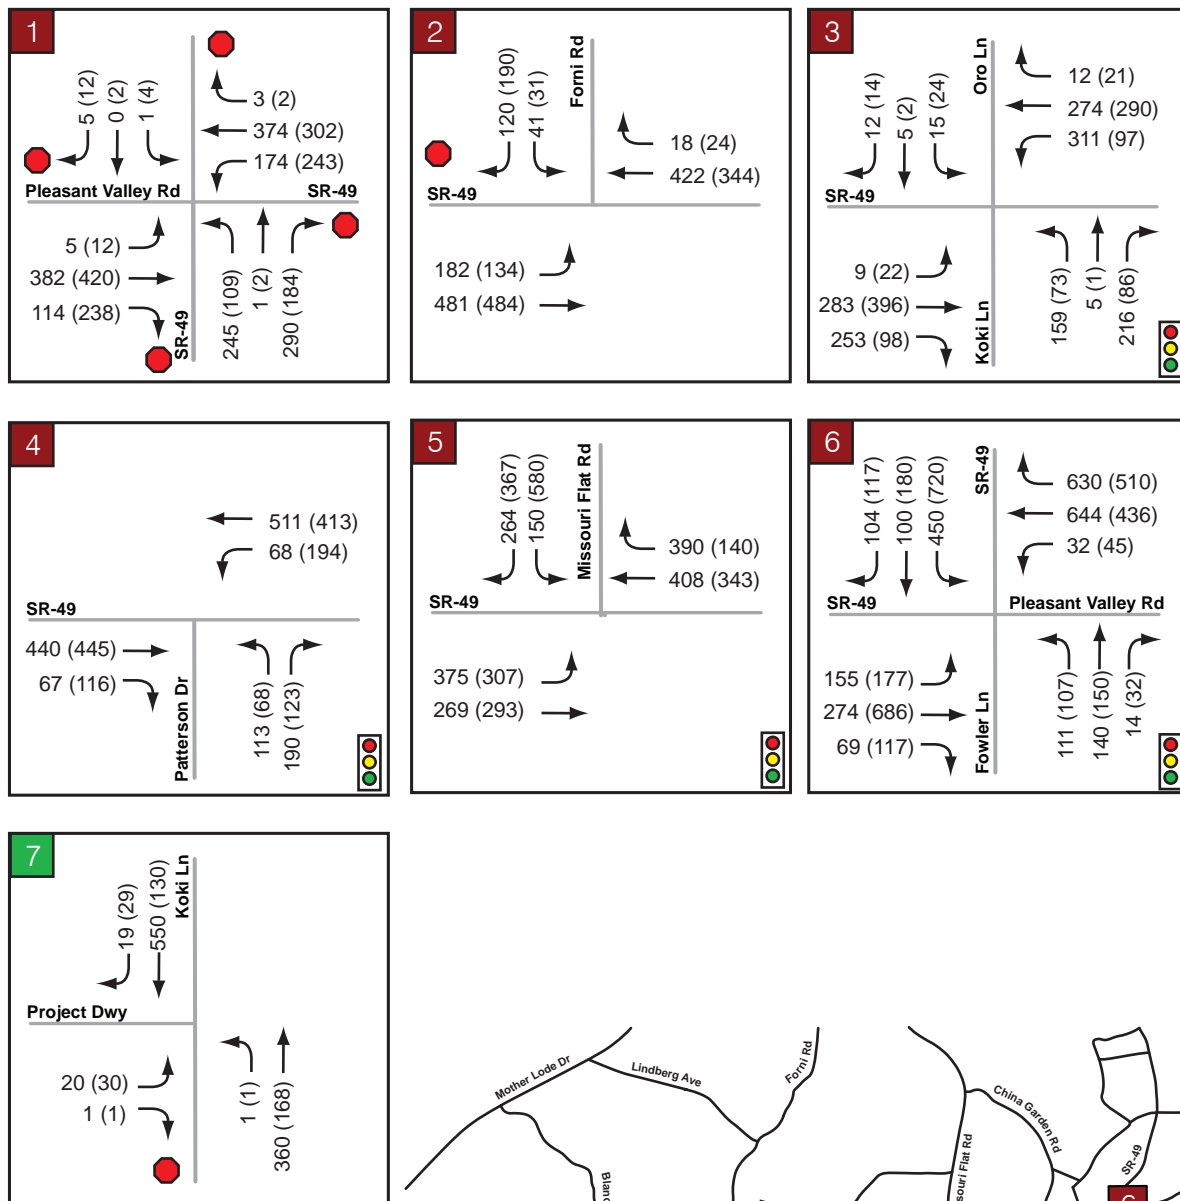 1
5 (12)
0 (2)
1 (4)
3 (2)
374 (302)
174 (243)
Pleasant Valley Rd
SR-49
5 (12)
382 (420)
114 (238)
SR-49
245 (109)
1 (2)
290 (184)
2
120 (190)
41 (31)
Forni Rd
18 (24)
422 (344)
SR-49
182 (134)
481 (484)
3
12 (14)
5 (2)
15 (24)
Oro Ln
12 (21)
274 (290)
311 (97)
SR-49
9 (22)
283 (396)
253 (98)
Koki Ln
159 (73)
5 (1)
216 (86)
4
511 (413)
68 (194)
SR-49
440 (445)
67 (116)
Patterson Dr
113 (68)
190 (123)
5
264 (367)
150 (580)
Missouri Flat Rd
390 (140)
408 (343)
SR-49
375 (307)
269 (293)
6
104 (117)
100 (180)
450 (720)
SR-49
630 (510)
644 (436)
32 (45)
SR-49
Pleasant Valley Rd
155 (177)
274 (686)
69 (117)
Fowler Ln
111 (107)
140 (150)
14 (32)
7
19 (29)
550 (130)
Koki Ln
Project Dwy
20 (30)
1 (1)
1 (1)
360 (168)
Mother Lode Dr
Lindberg Ave
Forni Rd
China Garden Rd
Flat Rd
SR-49